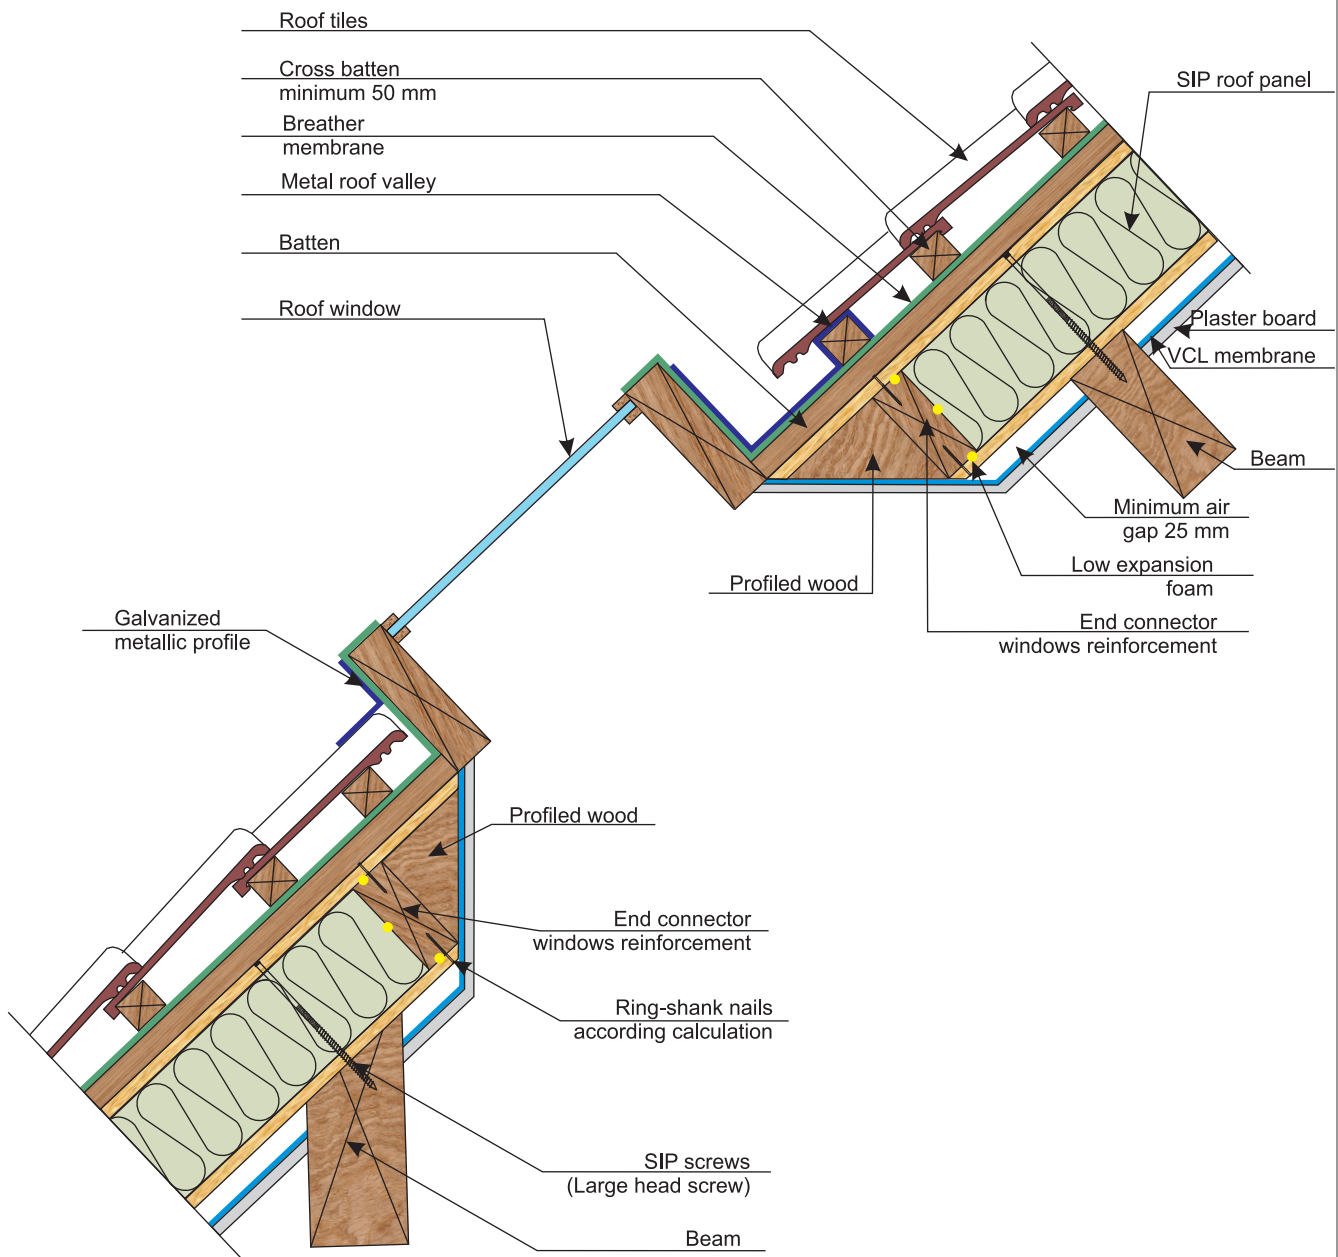 Roof tiles
Cross batten
minimum 50 mm
Breather
membrane
Metal roof valley
Batten
Roof window
SIP roof panel
Plaster board
VCL membrane
Beam
Minimum air
gap 25 mm
Low expansion
foam
End connector
windows reinforcement
Profiled wood
Galvanized
metallic profile
Profiled wood
End connector
windows reinforcement
Ring-shank nails
according calculation
SIP screws
(Large head screw)
Beam